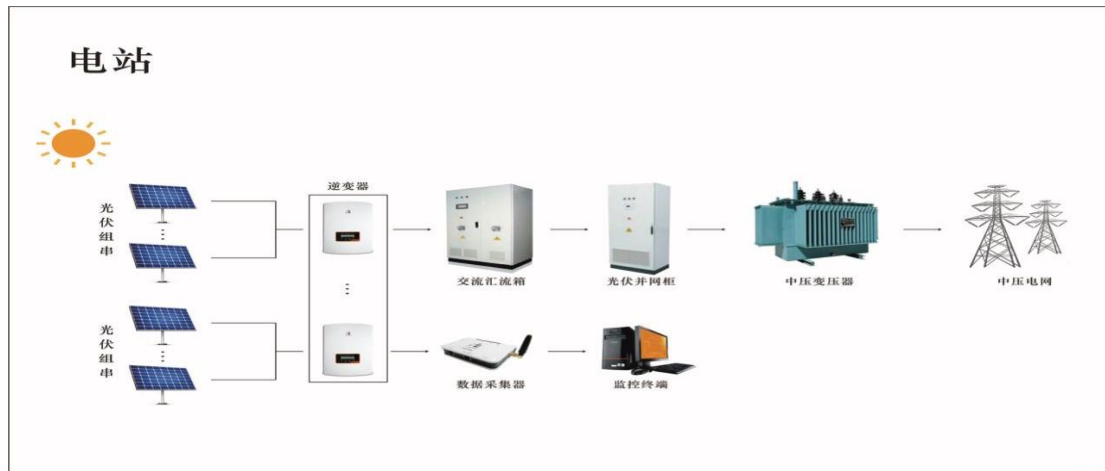 电站
逆变器
光伏组串
交流汇流箱
光伏并网柜
中压变压器
中压电网
光伏组串
数据采集器
监控终端